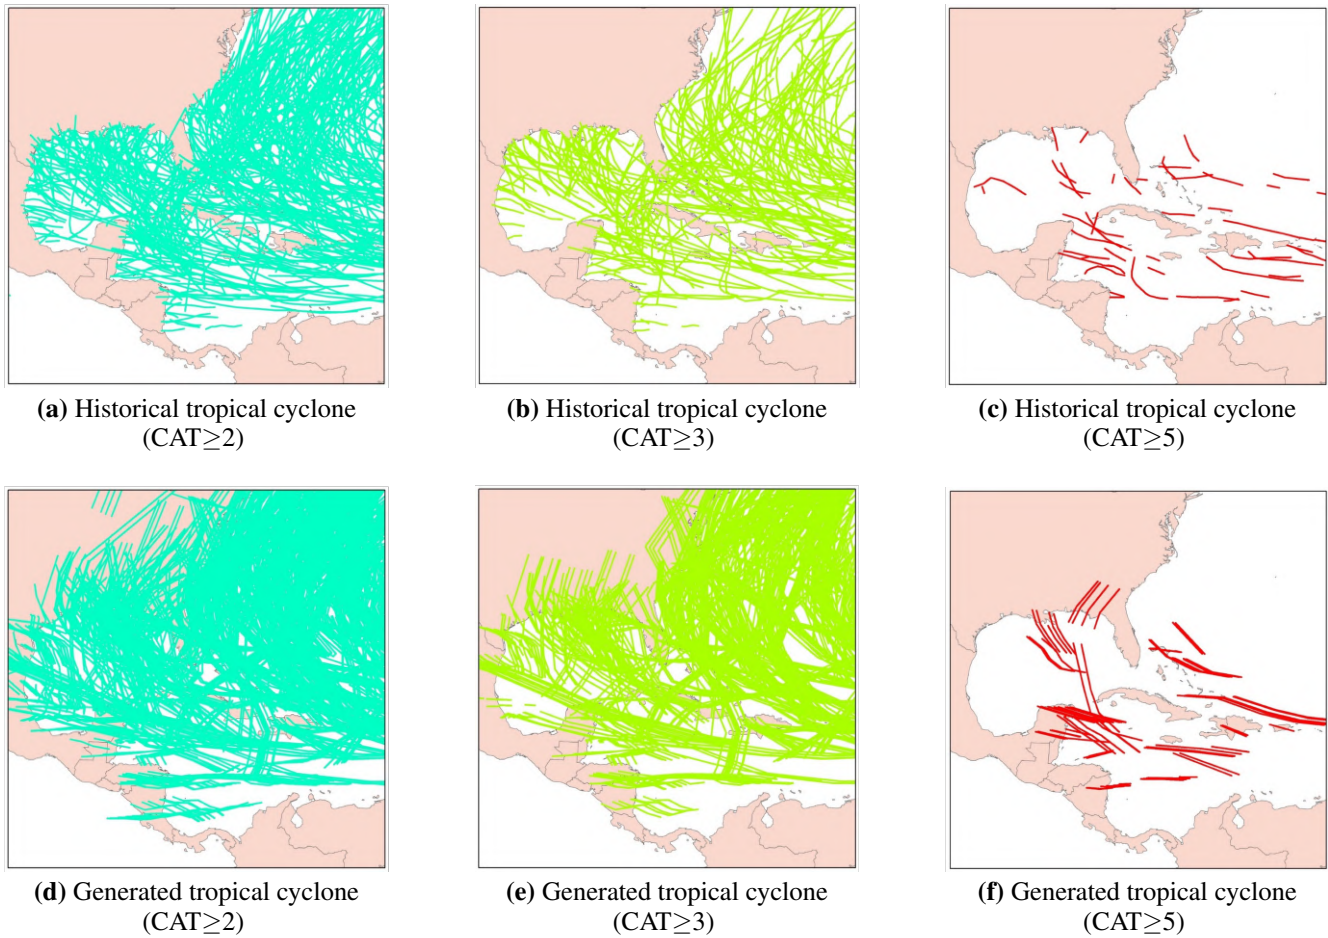 (a) Historical tropical cyclone
(CAT≥2)
(b) Historical tropical cyclone
(CAT≥3)
(c) Historical tropical cyclone
(CAT≥5)
(d) Generated tropical cyclone
(CAT≥2)
(e) Generated tropical cyclone
(CAT≥3)
(f) Generated tropical cyclone
(CAT≥5)